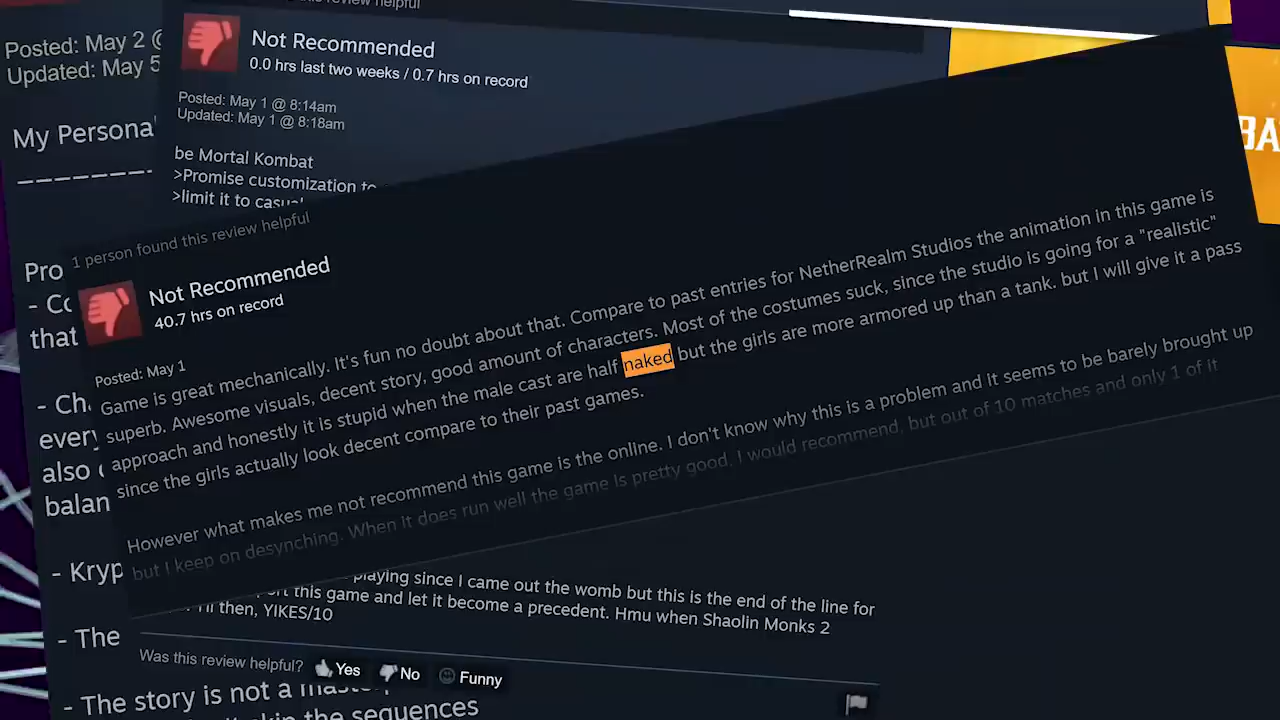 this review helpful
Posted: May 2 @
Updated: May 5
My Personal
Not Recommended
0.0 hrs last two weeks / 0.7 hrs on record
Posted: May 1 @ 8:14am
Updated: May 1 @ 8:18am
be Mortal Kombat
>Promise customization to
>limit it to casual
1 person found this review helpful
Not Recommended
40.7 hrs on record
Posted: May 1
Game is great mechanically. It's fun no doubt about that. Compare to past entries for NetherRealm Studios the animation in this game is
superb. Awesome visuals, decent story, good amount of characters. Most of the costumes suck, since the studio is going for a "realistic"
approach and honestly it is stupid when the male cast are half naked but the girls are more armored up than a tank. but I will give it a pass
since the girls actually look decent compare to their past games.
However what makes me not recommend this game is the online. I don't know why this is a problem and it seems to be barely brought up
but I keep on desynching. When it does run well the game is pretty good. I would recommend, but out of 10 matches and only 1 of it
Pro
- Co
that
- Ch
every
also
balan
- Kryp
- The
- The story is not a
skip the sequences
playing since I came out the womb but this is the end of the line for
this game and let it become a precedent. Hmu when Shaolin Monks 2
then, YIKES/10
Was this review helpful? Yes No Funny
BA